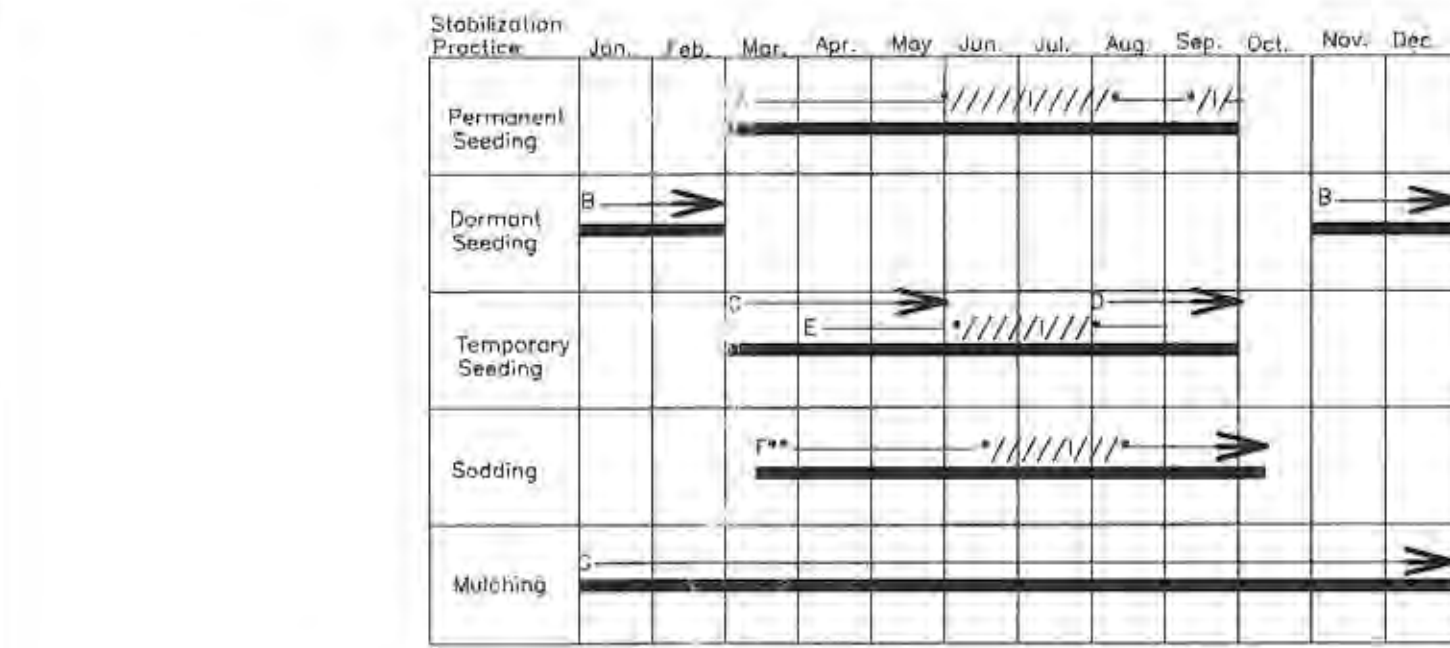 Stabilization
Practice Jan. Feb. Mar. Apr. May Jun. Jul. Aug. Sep. Oct. Nov. Dec.
A
Permanent
Seeding
B B
Dormant
Seeding
C D
E
Temporary
Seeding
F**
Sodding
G
Mulching